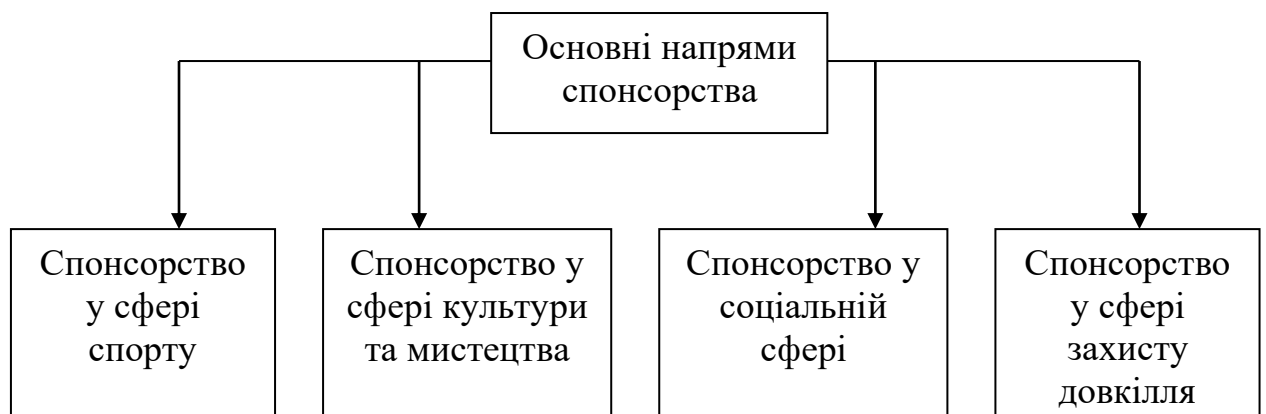 Основні напрями
спонсорства
Спонсорство
у сфері
спорту
Спонсорство у
сфері культури
та мистецтва
Спонсорство у
соціальній
сфері
Спонсорство
у сфері
захисту
довкілля